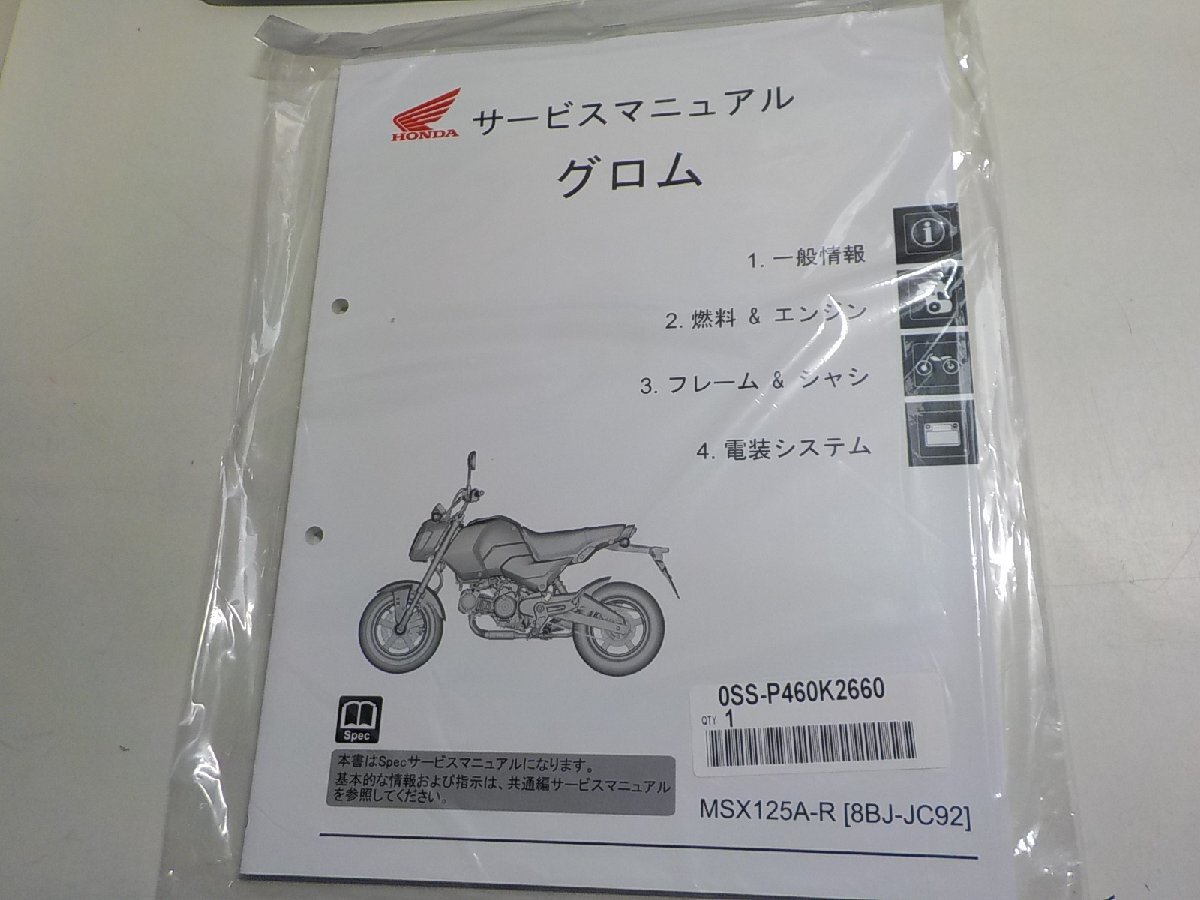 HONDA サービスマニュアル
グロム
1. 一般情報
2. 燃料 & エンジン
3. フレーム & シャシ
4. 電装システム
Spec
本書はSpecサービスマニュアルになります。
基本的な情報および指示は、共通編サービスマニュアル
を参照してください。
0SS-P460K2660
QTY 1
MSX125A-R [8BJ-JC92]